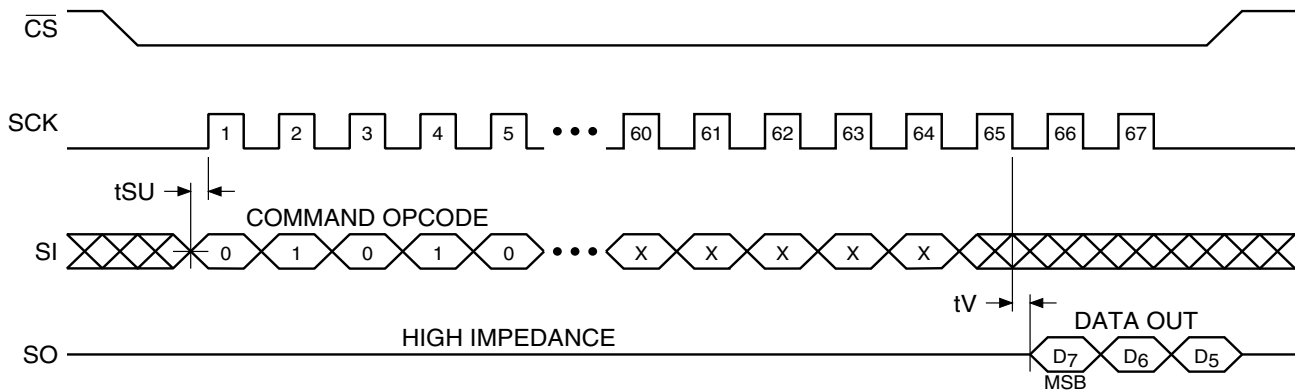 CS
SCK
1 2 3 4 5 ••• 60 61 62 63 64 65 66 67
tSU
COMMAND OPCODE
SI
0 1 0 1 0 ••• X X X X X
tV
HIGH IMPEDANCE
DATA OUT
SO
D7 D6 D5
MSB